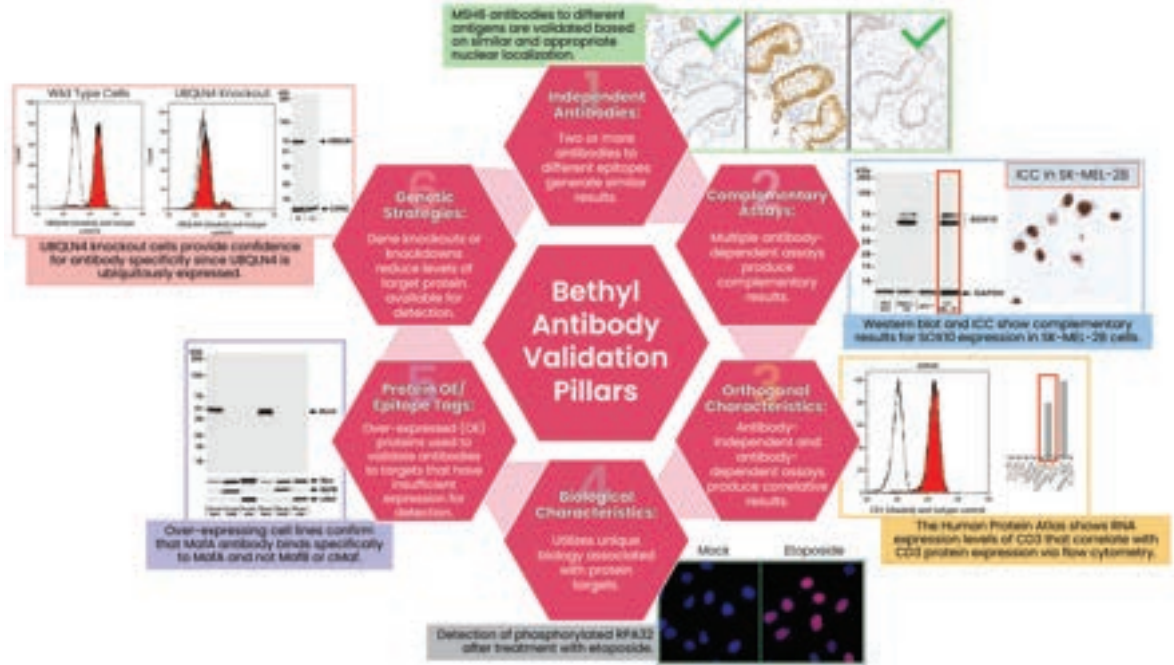 MSH6 antibodies to different
antigens are validated based
on similar and appropriate
nuclear localization.
1
Independent
Antibodies:
Two or more
antibodies to
different epitopes
generate similar
results.
Wild Type Cells
UBQLN4 Knockout
UBQLN4 knockout cells provide confidence
for antibody specificity since UBQLN4 is
ubiquitously expressed.
6
Genetic
Strategies:
Gene knockouts or
knockdowns
reduce levels of
target protein
available for
detection.
2
Complementary
Assays:
Multiple antibody-
dependent assays
produce
complementary
results.
ICC in SK-MEL-28
SOX10
GAPDH
Western blot and ICC show complementary
results for SOX10 expression in SK-MEL-28 cells.
Bethyl
Antibody
Validation
Pillars
5
Protein OE/
Epitope Tags:
Over-expressed (OE)
proteins used to
validate antibodies
to targets that have
insufficient
expression for
detection.
Over-expressing cell lines confirm
that MafA antibody binds specifically
to MafA and not MafB or cMaf.
3
Orthogonal
Characteristics:
Antibody-
independent and
antibody-
dependent assays
produce correlative
results.
The Human Protein Atlas shows RNA
expression levels of CD3 that correlate with
CD3 protein expression via flow cytometry.
4
Biological
Characteristics:
Utilizes unique
biology associated
with protein
targets.
Mock
Etoposide
Detection of phosphorylated RPA32
after treatment with etoposide.